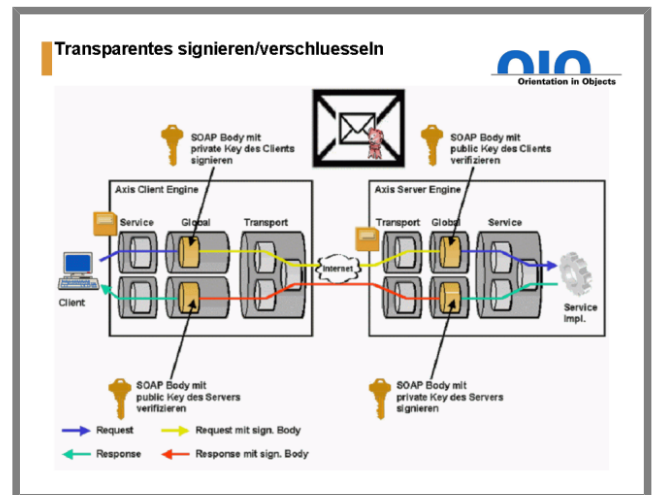 Transparentes signieren/verschluesseln
OIO
Orientation in Objects
SOAP Body mit
private Key des Clients
signieren
SOAP Body mit
public Key des Clients
verifizieren
Axis Client Engine
Axis Server Engine
Service
Global
Transport
Transport
Global
Service
Internet
Client
Service
Impl.
SOAP Body mit
public Key des Servers
verifizieren
SOAP Body mit
private Key des Servers
signieren
Request
Request mit sign. Body
Response
Response mit sign. Body